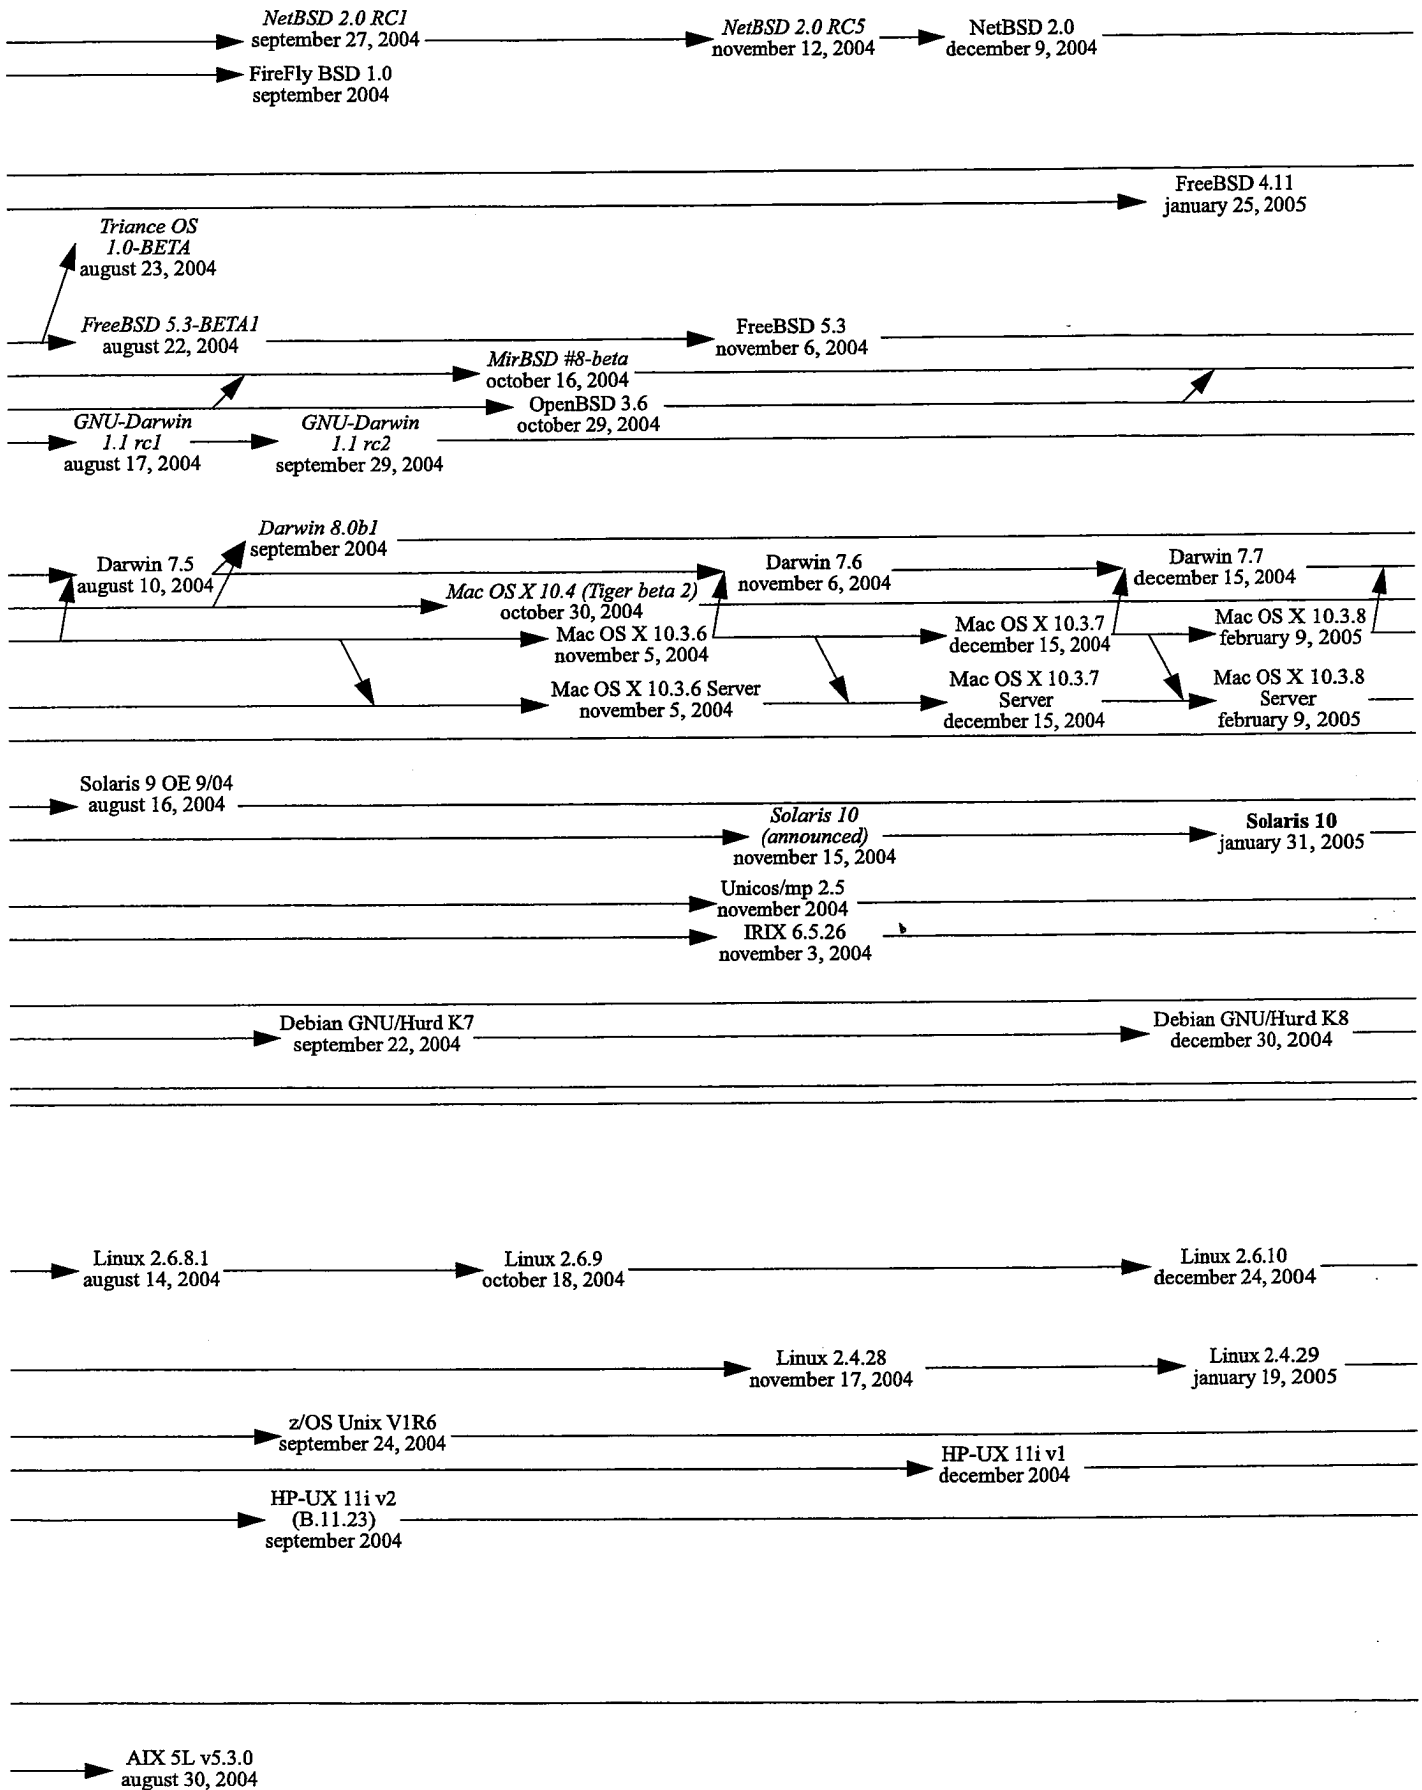 NetBSD 2.0 RC1
september 27, 2004
NetBSD 2.0 RC5
november 12, 2004
NetBSD 2.0
december 9, 2004
FireFly BSD 1.0
september 2004
FreeBSD 4.11
january 25, 2005
Triance OS
1.0-BETA
august 23, 2004
FreeBSD 5.3-BETA1
august 22, 2004
FreeBSD 5.3
november 6, 2004
MirBSD #8-beta
october 16, 2004
OpenBSD 3.6
october 29, 2004
GNU-Darwin
1.1 rc1
august 17, 2004
GNU-Darwin
1.1 rc2
september 29, 2004
Darwin 8.0b1
september 2004
Darwin 7.5
august 10, 2004
Darwin 7.6
november 6, 2004
Darwin 7.7
december 15, 2004
Mac OS X 10.4 (Tiger beta 2)
october 30, 2004
Mac OS X 10.3.6
november 5, 2004
Mac OS X 10.3.7
december 15, 2004
Mac OS X 10.3.8
february 9, 2005
Mac OS X 10.3.6 Server
november 5, 2004
Mac OS X 10.3.7
Server
december 15, 2004
Mac OS X 10.3.8
Server
february 9, 2005
Solaris 9 OE 9/04
august 16, 2004
Solaris 10
(announced)
november 15, 2004
Solaris 10
january 31, 2005
Unicos/mp 2.5
november 2004
IRIX 6.5.26
november 3, 2004
Debian GNU/Hurd K7
september 22, 2004
Debian GNU/Hurd K8
december 30, 2004
Linux 2.6.8.1
august 14, 2004
Linux 2.6.9
october 18, 2004
Linux 2.6.10
december 24, 2004
Linux 2.4.28
november 17, 2004
Linux 2.4.29
january 19, 2005
z/OS Unix V1R6
september 24, 2004
HP-UX 11i v1
december 2004
HP-UX 11i v2
(B.11.23)
september 2004
AIX 5L v5.3.0
august 30, 2004